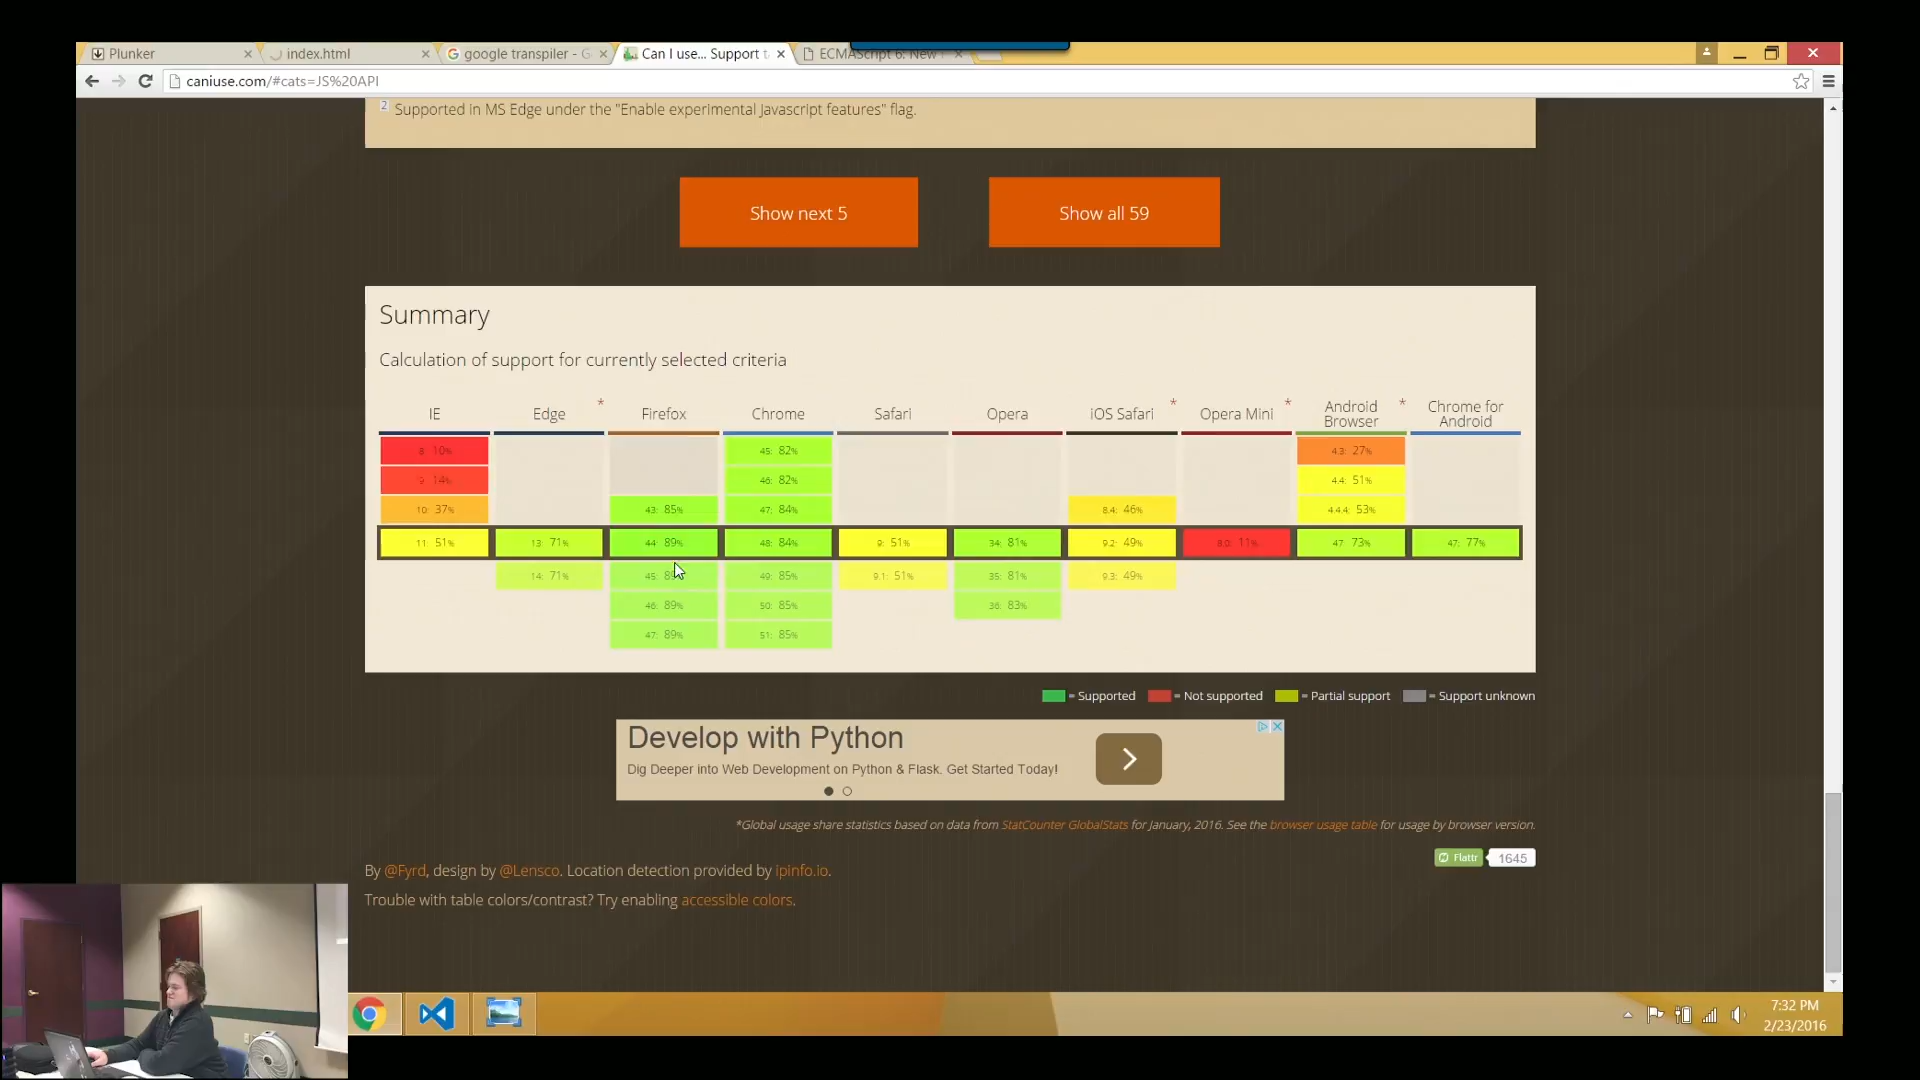 Plunker
index.html
google transpiler - G
Can I use... Support t
ECMAScript 6: New
caniuse.com/#cats=JS%20API
2 Supported in MS Edge under the "Enable experimental Javascript features" flag.
Show next 5
Show all 59
Summary
Calculation of support for currently selected criteria
IE
Edge *
Firefox
Chrome
Safari
Opera
iOS Safari *
Opera Mini *
Android Browser *
Chrome for Android
8: 10%
45: 82%
4.3: 27%
9: 14%
46: 82%
4.4: 51%
10: 37%
43: 85%
47: 84%
8.4: 46%
4.4.4: 53%
11: 51%
13: 71%
44: 89%
48: 84%
9: 51%
34: 81%
9.2: 49%
8.0: 11%
47: 73%
47: 77%
14: 71%
45:
49: 85%
9.1: 51%
35: 81%
9.3: 49%
46: 89%
50: 85%
36: 83%
47: 89%
51: 85%
= Supported
= Not supported
= Partial support
= Support unknown
Develop with Python
Dig Deeper into Web Development on Python & Flask. Get Started Today!
*Global usage share statistics based on data from StatCounter GlobalStats for January, 2016. See the browser usage table for usage by browser version.
Flattr
1645
By @Fyrd, design by @Lensco. Location detection provided by ipinfo.io.
Trouble with table colors/contrast? Try enabling accessible colors.
7:32 PM
2/23/2016